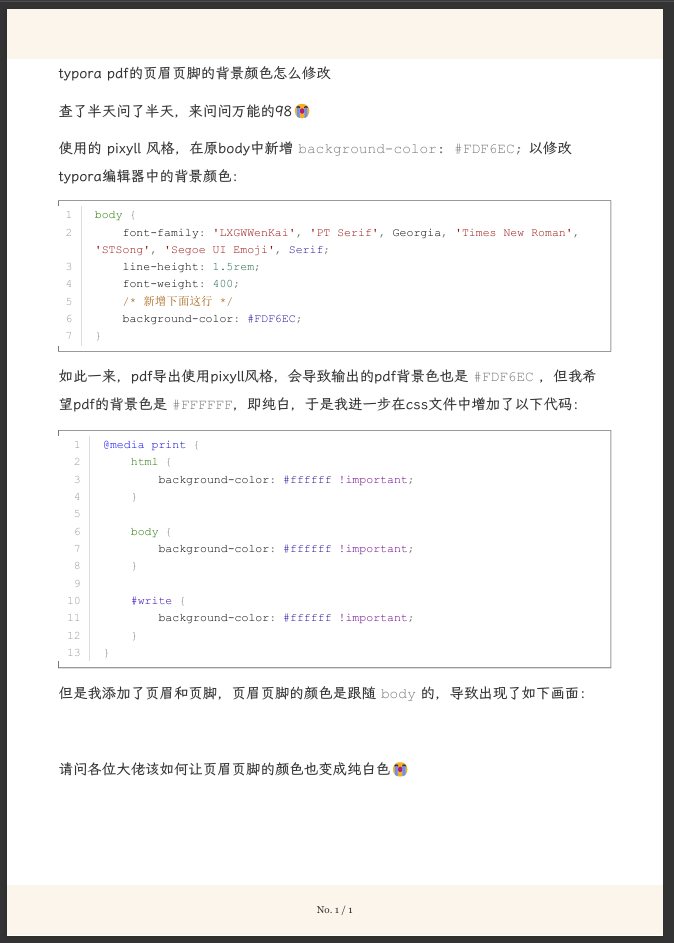 typora pdf的页眉页脚的背景颜色怎么修改
查了半天问了半天，来问问万能的98😭
使用的 pixyll 风格，在原body中新增 background-color: #FDF6EC; 以修改
typora编辑器中的背景颜色：
1 body {
2 font-family: 'LXGWWenKai', 'PT Serif', Georgia, 'Times New Roman',
'STSong', 'Segoe UI Emoji', Serif;
3 line-height: 1.5rem;
4 font-weight: 400;
5 /* 新增下面这行 */
6 background-color: #FDF6EC;
7 }
如此一来，pdf导出使用pixyll风格，会导致输出的pdf背景色也是 #FDF6EC ，但我希
望pdf的背景色是 #FFFFFF，即纯白，于是我进一步在css文件中增加了以下代码：
1 @media print {
2 html {
3 background-color: #ffffff !important;
4 }
5
6 body {
7 background-color: #ffffff !important;
8 }
9
10 #write {
11 background-color: #ffffff !important;
12 }
13 }
但是我添加了页眉和页脚，页眉页脚的颜色是跟随 body 的，导致出现了如下画面：
请问各位大佬该如何让页眉页脚的颜色也变成纯白色😭
No. 1 / 1